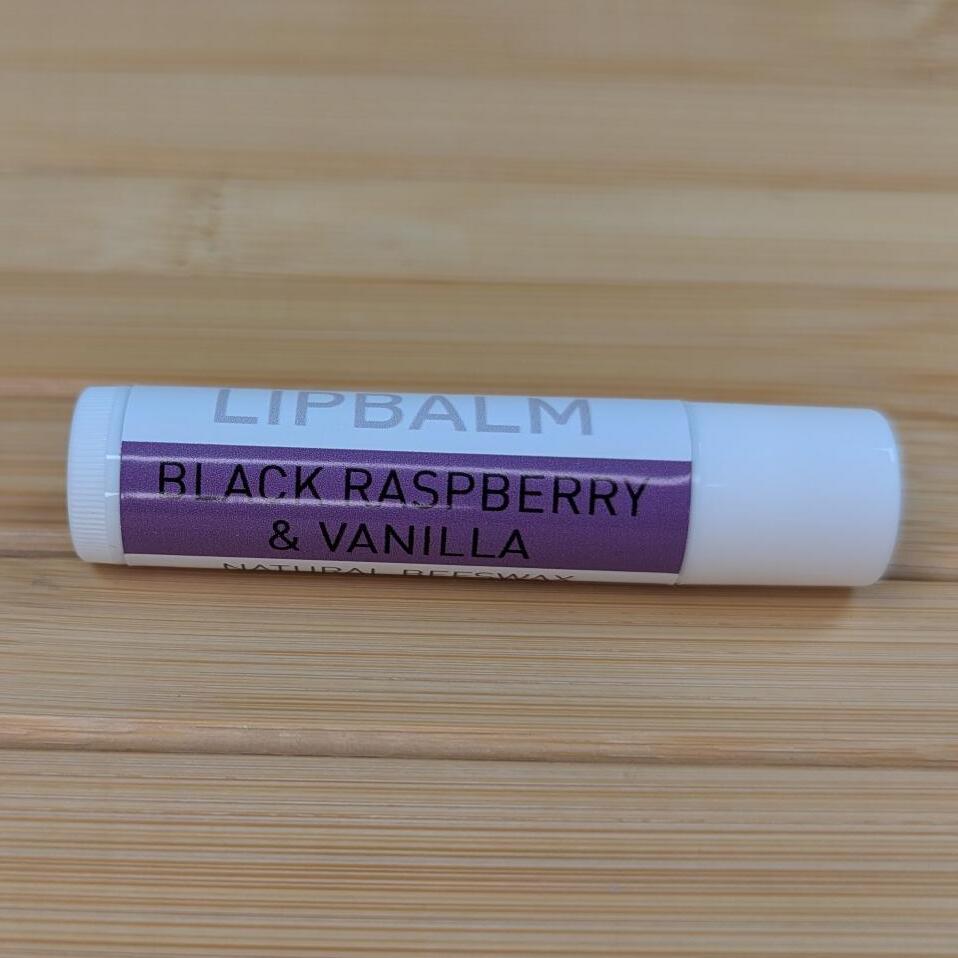 LIPBALM
BLACK RASPBERRY
& VANILLA
NATURAL BEESWAX